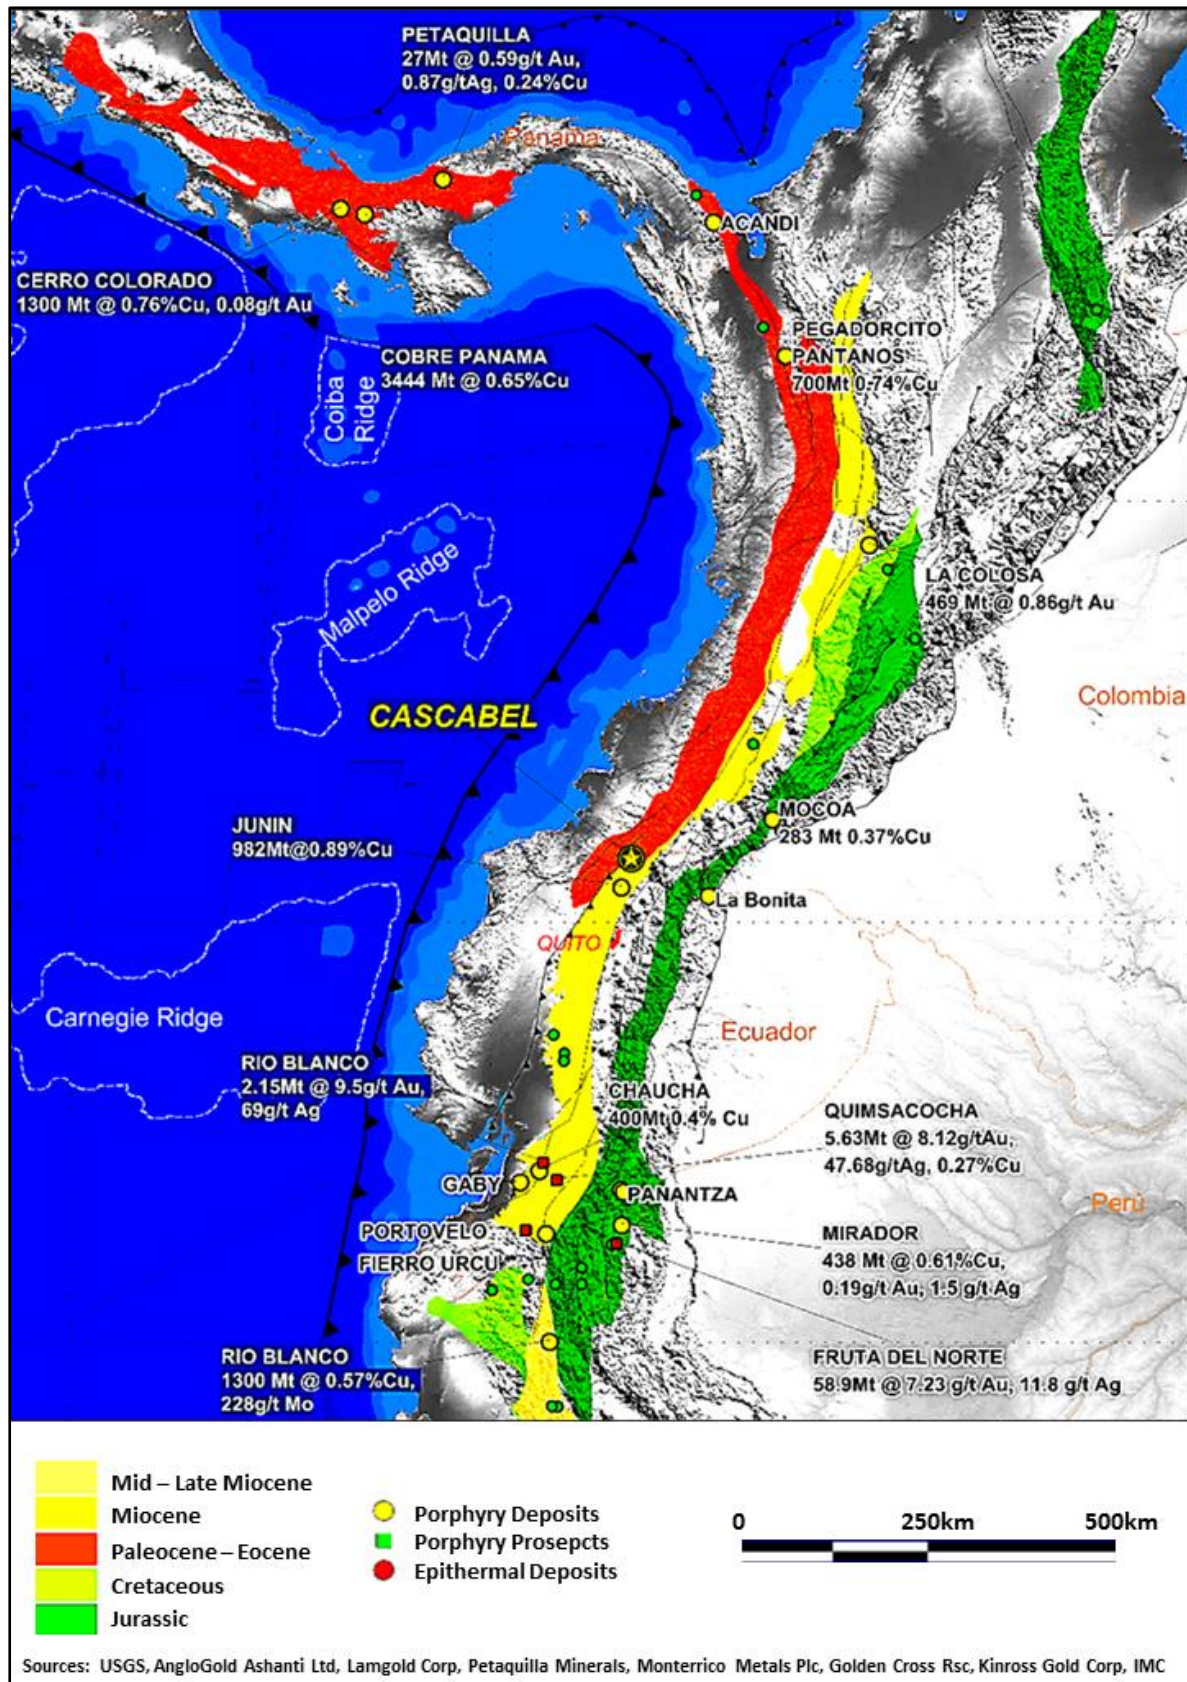 PETAQUILLA
27Mt @ 0.59g/t Au,
0.87g/tAg, 0.24%Cu
Panama
ACANDI
CERRO COLORADO
1300 Mt @ 0.76%Cu, 0.08g/t Au
COBRE PANAMA
3444 Mt @ 0.65%Cu
Coiba
Ridge
PEGADORCITO
PANTANOS
700Mt 0.74%Cu
Malpelo Ridge
LA COLOSA
469 Mt @ 0.86g/t Au
Colombia
CASCABEL
JUNIN
982Mt@0.89%Cu
MOCOA
283 Mt 0.37%Cu
La Bonita
QUITO
Carnegie Ridge
Ecuador
RIO BLANCO
2.15Mt @ 9.5g/t Au,
69g/t Ag
CHAUCHA
400Mt 0.4% Cu
QUIMSACOCHA
5.63Mt @ 8.12g/tAu,
47.68g/tAg, 0.27%Cu
GABY
PANANTZA
Perú
PORTOVELO
FIERRO URCU
MIRADOR
438 Mt @ 0.61%Cu,
0.19g/t Au, 1.5 g/t Ag
RIO BLANCO
1300 Mt @ 0.57%Cu,
228g/t Mo
FRUTA DEL NORTE
58.9Mt @ 7.23 g/t Au, 11.8 g/t Ag
Mid – Late Miocene
Miocene
Paleocene – Eocene
Cretaceous
Jurassic
Porphyry Deposits
Porphyry Prosepcts
Epithermal Deposits
0 250km 500km
Sources: USGS, AngloGold Ashanti Ltd, Lamgold Corp, Petaquilla Minerals, Monterrico Metals Plc, Golden Cross Rsc, Kinross Gold Corp, IMC